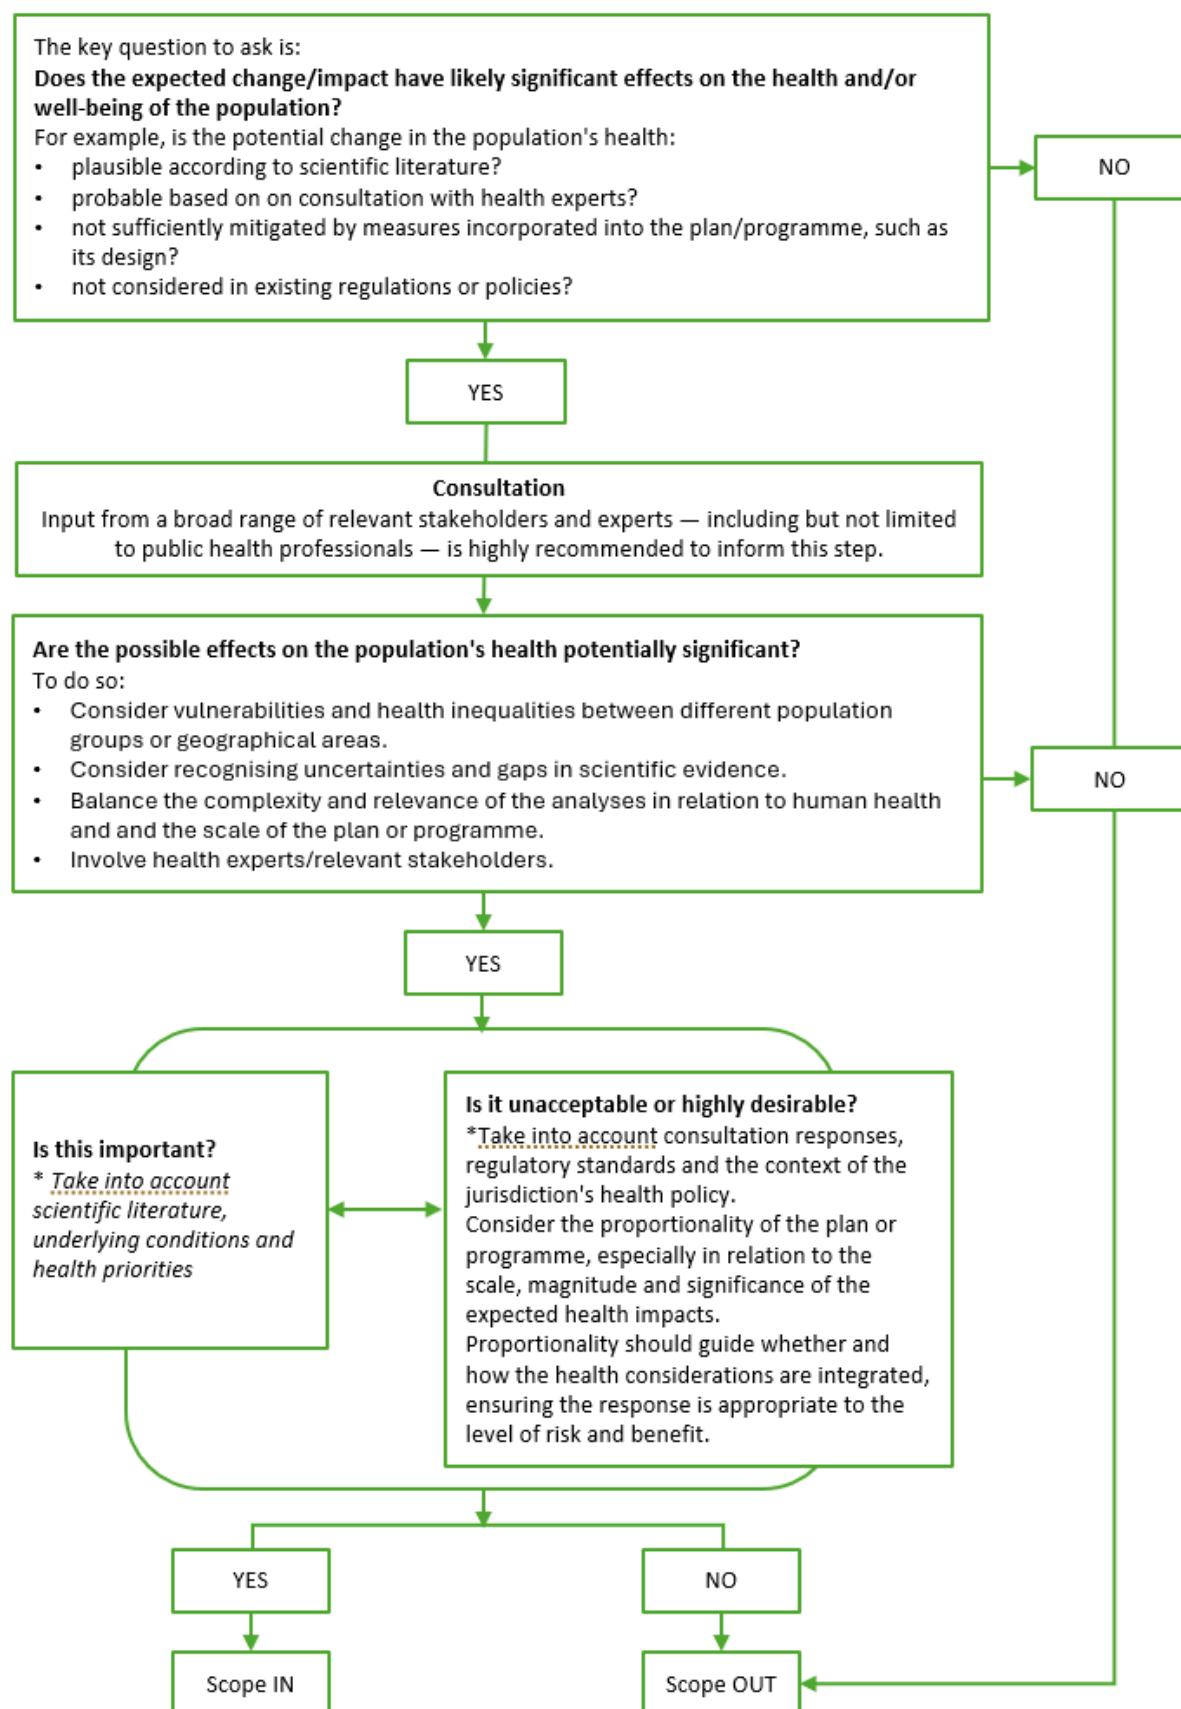 The key question to ask is:
Does the expected change/impact have likely significant effects on the health and/or
well-being of the population?
For example, is the potential change in the population's health:
• plausible according to scientific literature?
• probable based on on consultation with health experts?
• not sufficiently mitigated by measures incorporated into the plan/programme, such as
its design?
• not considered in existing regulations or policies?
NO
YES
Consultation
Input from a broad range of relevant stakeholders and experts — including but not limited
to public health professionals — is highly recommended to inform this step.
Are the possible effects on the population's health potentially significant?
To do so:
• Consider vulnerabilities and health inequalities between different population
groups or geographical areas.
• Consider recognising uncertainties and gaps in scientific evidence.
• Balance the complexity and relevance of the analyses in relation to human health
and and the scale of the plan or programme.
• Involve health experts/relevant stakeholders.
NO
YES
Is this important?
* Take into account
scientific literature,
underlying conditions and
health priorities
Is it unacceptable or highly desirable?
*Take into account consultation responses,
regulatory standards and the context of the
jurisdiction's health policy.
Consider the proportionality of the plan or
programme, especially in relation to the
scale, magnitude and significance of the
expected health impacts.
Proportionality should guide whether and
how the health considerations are integrated,
ensuring the response is appropriate to the
level of risk and benefit.
YES
NO
Scope IN
Scope OUT